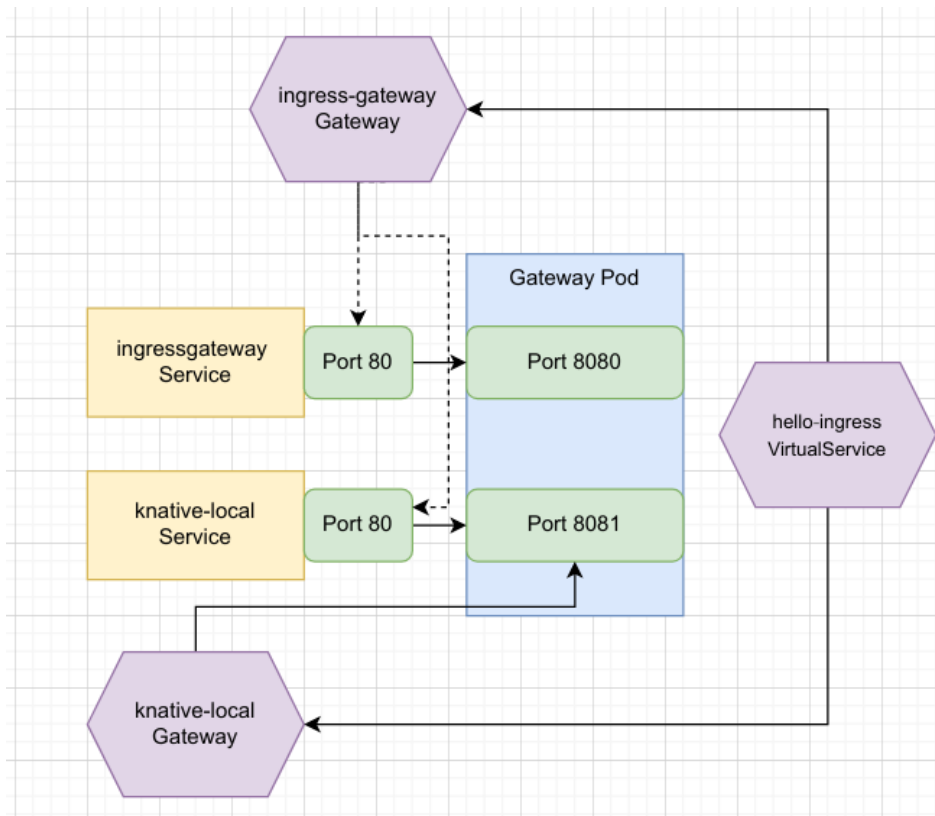 ingress-gateway
Gateway
Gateway Pod
ingressgateway
Service
Port 80
Port 8080
hello-ingress
VirtualService
knative-local
Service
Port 80
Port 8081
knative-local
Gateway